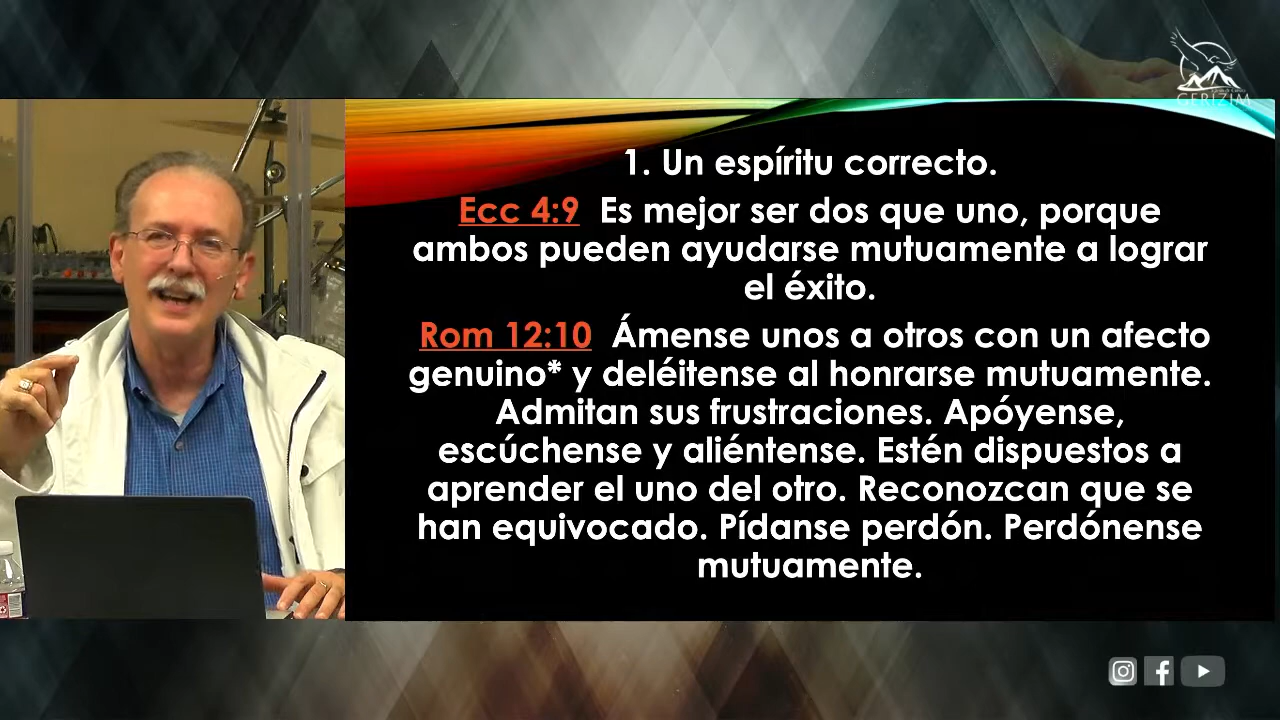 GERIZIM
1. Un espíritu correcto.
Ecc 4:9 Es mejor ser dos que uno, porque
ambos pueden ayudarse mutuamente a lograr
el éxito.
Rom 12:10 Ámense unos a otros con un afecto
genuino* y deléitense al honrarse mutuamente.
Admitan sus frustraciones. Apóyense,
escúchense y aliéntense. Estén dispuestos a
aprender el uno del otro. Reconozcan que se
han equivocado. Pídanse perdón. Perdónense
mutuamente.